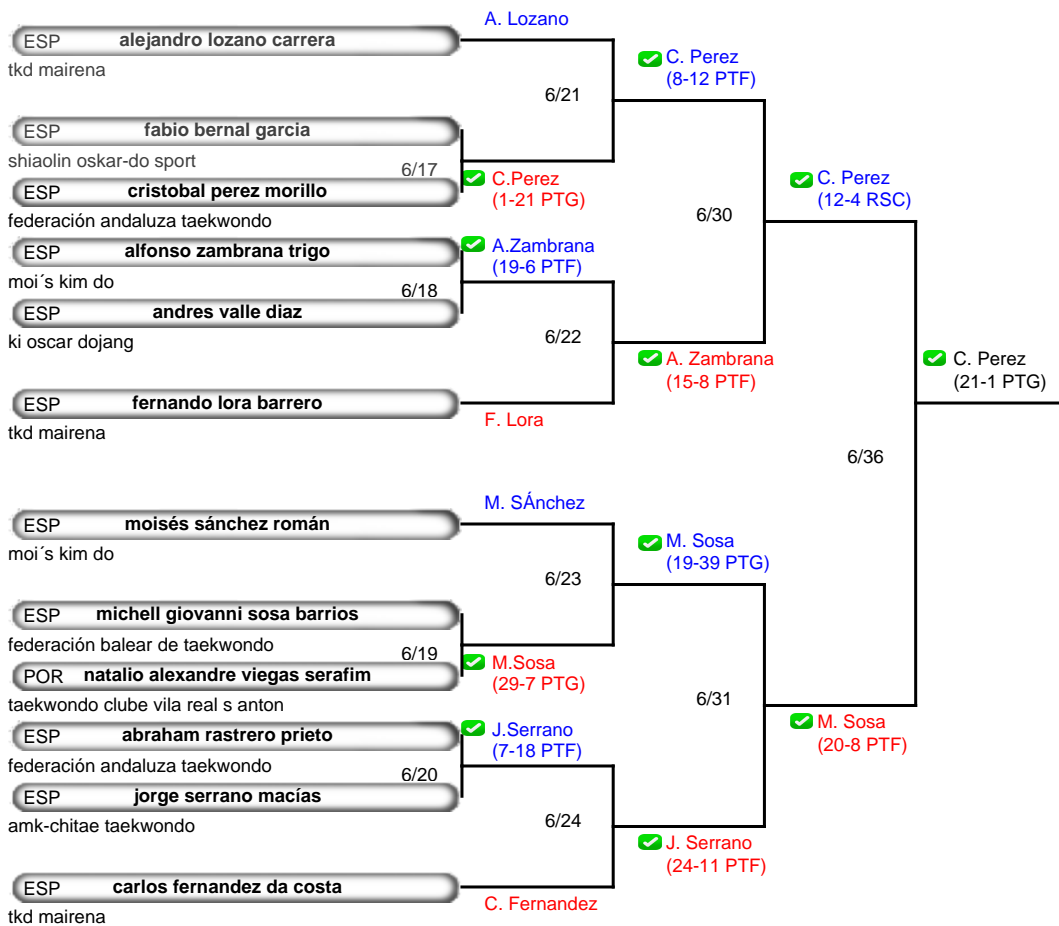 A. Lozano
ESP alejandro lozano carrera
tkd mairena
C. Perez
(8-12 PTF)
6/21
ESP fabio bernal garcia
shiaolin oskar-do sport
6/17
ESP cristobal perez morillo
federación andaluza taekwondo
C.Perez
(1-21 PTG)
C. Perez
(12-4 RSC)
6/30
ESP alfonso zambrana trigo
moi´s kim do
A.Zambrana
(19-6 PTF)
6/18
ESP andres valle diaz
ki oscar dojang
6/22
A. Zambrana
(15-8 PTF)
C. Perez
(21-1 PTG)
ESP fernando lora barrero
tkd mairena
F. Lora
6/36
M. SÁnchez
ESP moisés sánchez román
moi´s kim do
M. Sosa
(19-39 PTG)
6/23
ESP michell giovanni sosa barrios
federación balear de taekwondo
6/19
POR natalio alexandre viegas serafim
taekwondo clube vila real s anton
M.Sosa
(29-7 PTG)
6/31
M. Sosa
(20-8 PTF)
ESP abraham rastrero prieto
federación andaluza taekwondo
J.Serrano
(7-18 PTF)
6/20
ESP jorge serrano macías
amk-chitae taekwondo
6/24
J. Serrano
(24-11 PTF)
ESP carlos fernandez da costa
tkd mairena
C. Fernandez